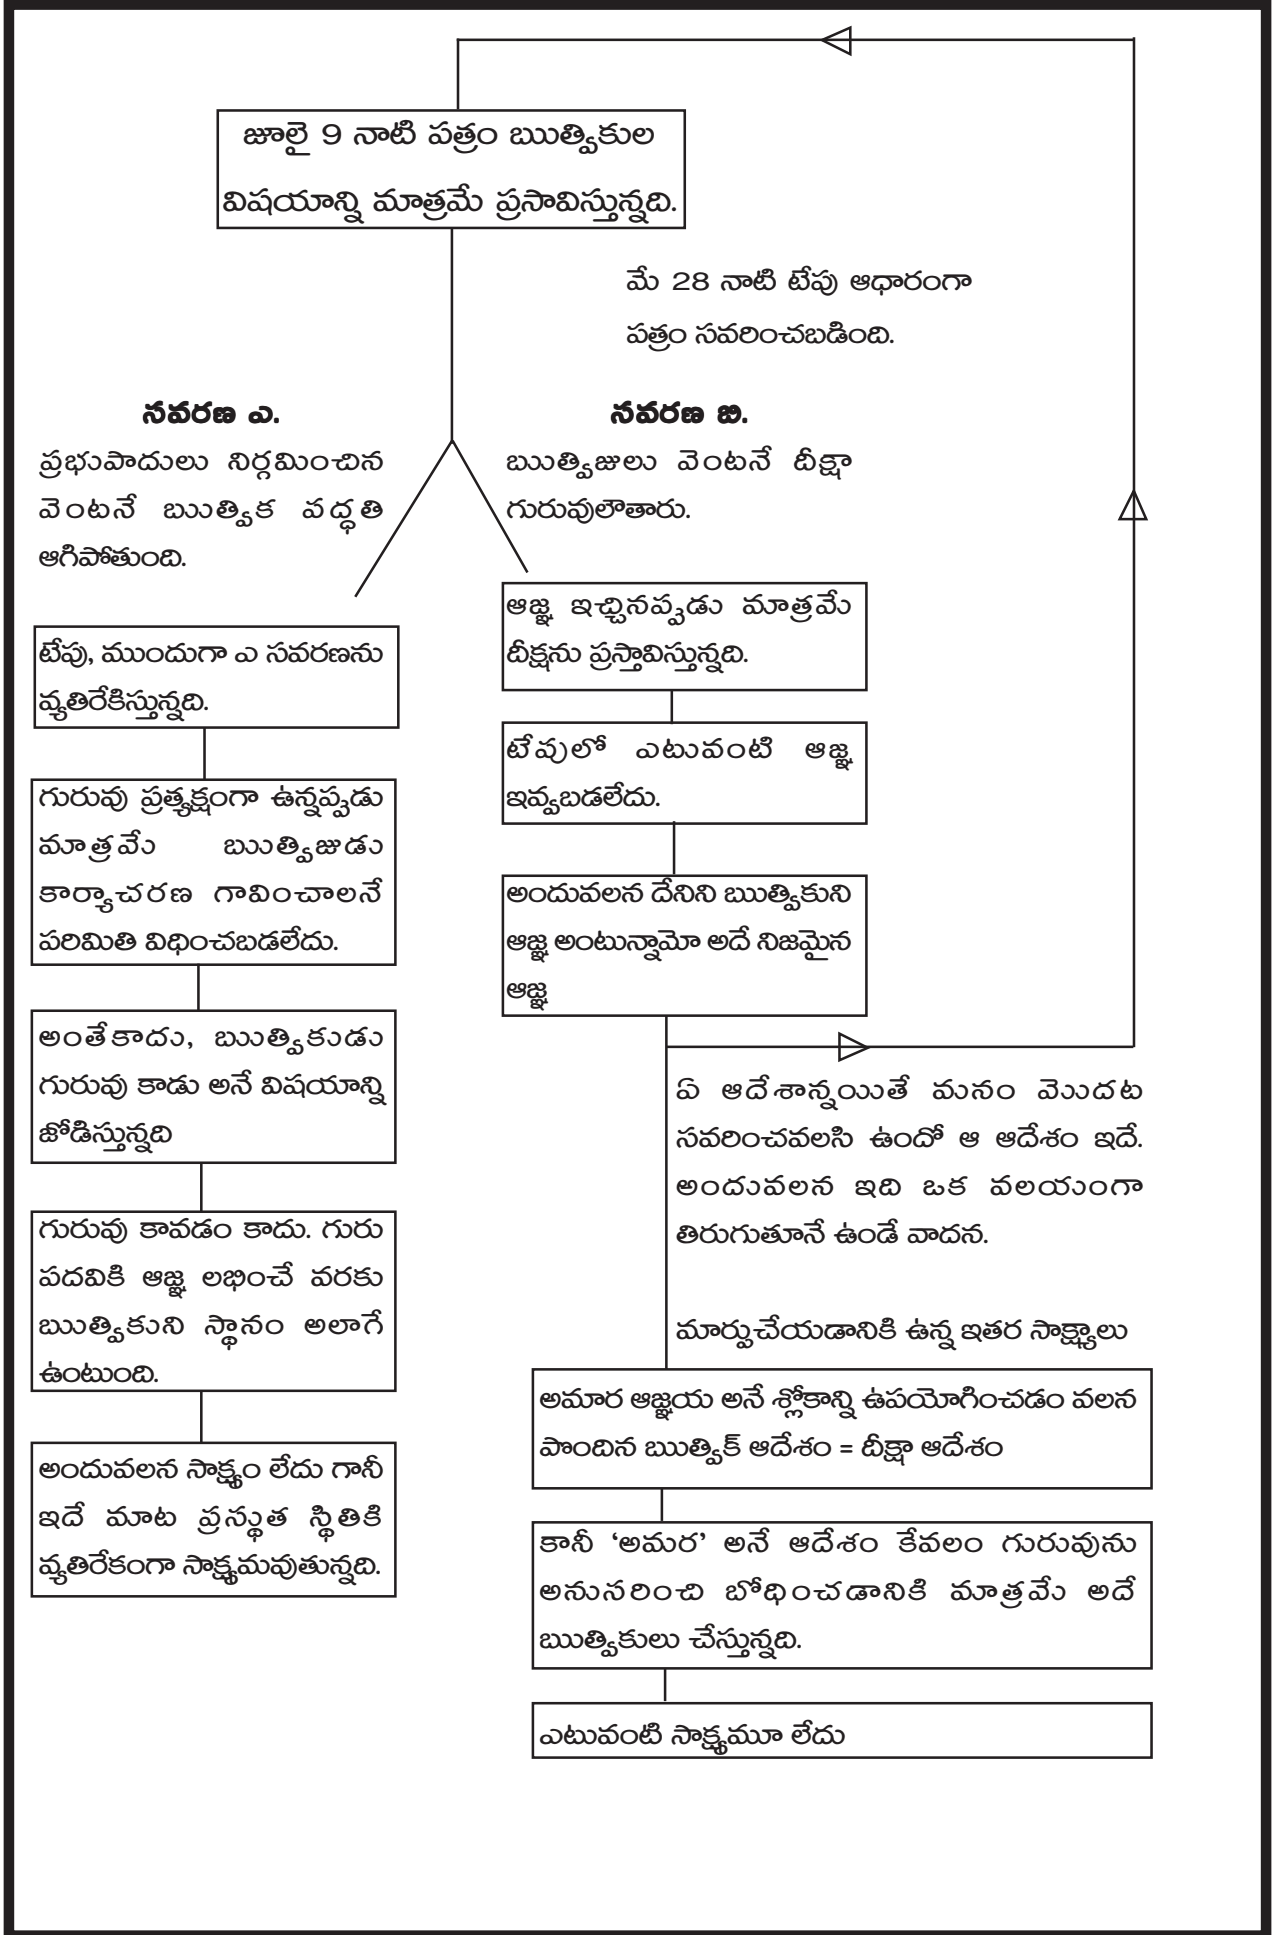 జూలై 9 నాటి పత్రం ఋత్వికుల
విషయాన్ని మాత్రమే ప్రసావిస్తున్నది.
మే 28 నాటి టేపు ఆధారంగా
పత్రం సవరించబడింది.
నవరణ ఎ.
ప్రభుపాదులు నిర్గమించిన
వెంటనే ఋత్విక వద్ధతి
ఆగిపోతుంది.
టేపు, ముందుగా ఎ సవరణను
వ్యతిరేకిస్తున్నది.
గురువు ప్రత్యక్షంగా ఉన్నప్పుడు
మాత్రమే ఋత్విజుడు
కార్యాచరణ గావించాలనే
పరిమితి విధించబడలేదు.
అంతేకాదు, ఋత్వికుడు
గురువు కాడు అనే విషయాన్ని
జోడిస్తున్నది
గురువు కావడం కాదు. గురు
పదవికి ఆజ్ఞ లభించే వరకు
ఋత్వికుని స్థానం అలాగే
ఉంటుంది.
అందువలన సాక్ష్యం లేదు గానీ
ఇదే మాట ప్రస్థుత స్థితికి
వ్యతిరేకంగా సాక్ష్యమవుతున్నది.
నవరణ బి.
ఋత్విజులు వెంటనే దీక్షా
గురువులౌతారు.
ఆజ్ఞ ఇచ్చినప్పడు మాత్రమే
దీక్షను ప్రస్తావిస్తున్నది.
టేవులో ఎటువంటి ఆజ్ఞ
ఇవ్వబడలేదు.
అందువలన దేనిని ఋత్వికుని
ఆజ్ఞ అంటున్నామో అదే నిజమైన
ఆజ్ఞ
ఏ ఆదేశాన్నయితే మనం మొదట
సవరించవలసి ఉందో ఆ ఆదేశం ఇదే.
అందువలన ఇది ఒక వలయంగా
తిరుగుతూనే ఉండే వాదన.
మార్పుచేయడానికి ఉన్న ఇతర సాక్ష్యాలు
అమార ఆజ్ఞయ అనే శ్లోకాన్ని ఉపయోగించడం వలన
పొందిన ఋత్విక్ ఆదేశం = దీక్షా ఆదేశం
కానీ ‘అమర’ అనే ఆదేశం కేవలం గురువును
అనుసరించి బోధించడానికి మాత్రమే అదే
ఋత్వికులు చేస్తున్నది.
ఎటువంటి సాక్ష్యమూ లేదు